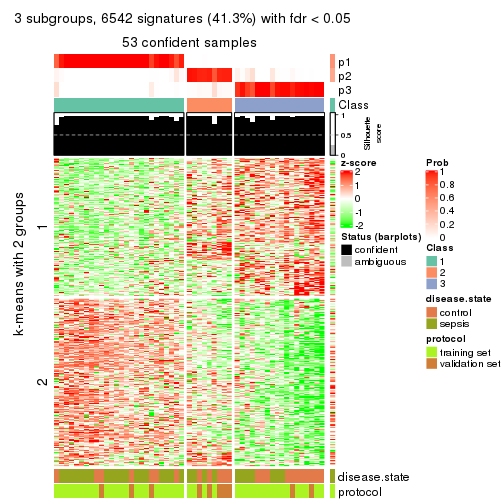 3 subgroups, 6542 signatures (41.3%) with fdr < 0.05
53 confident samples
p1
p2
p3
Class
1
0.5
0
Silhouette
score
k-means with 2 groups
1
2
z-score
2
1
0
-1
-2
Status (barplots)
confident
ambiguous
Prob
1
0.8
0.6
0.4
0.2
0
Class
1
2
3
disease.state
control
sepsis
protocol
training set
validation set
disease.state
protocol